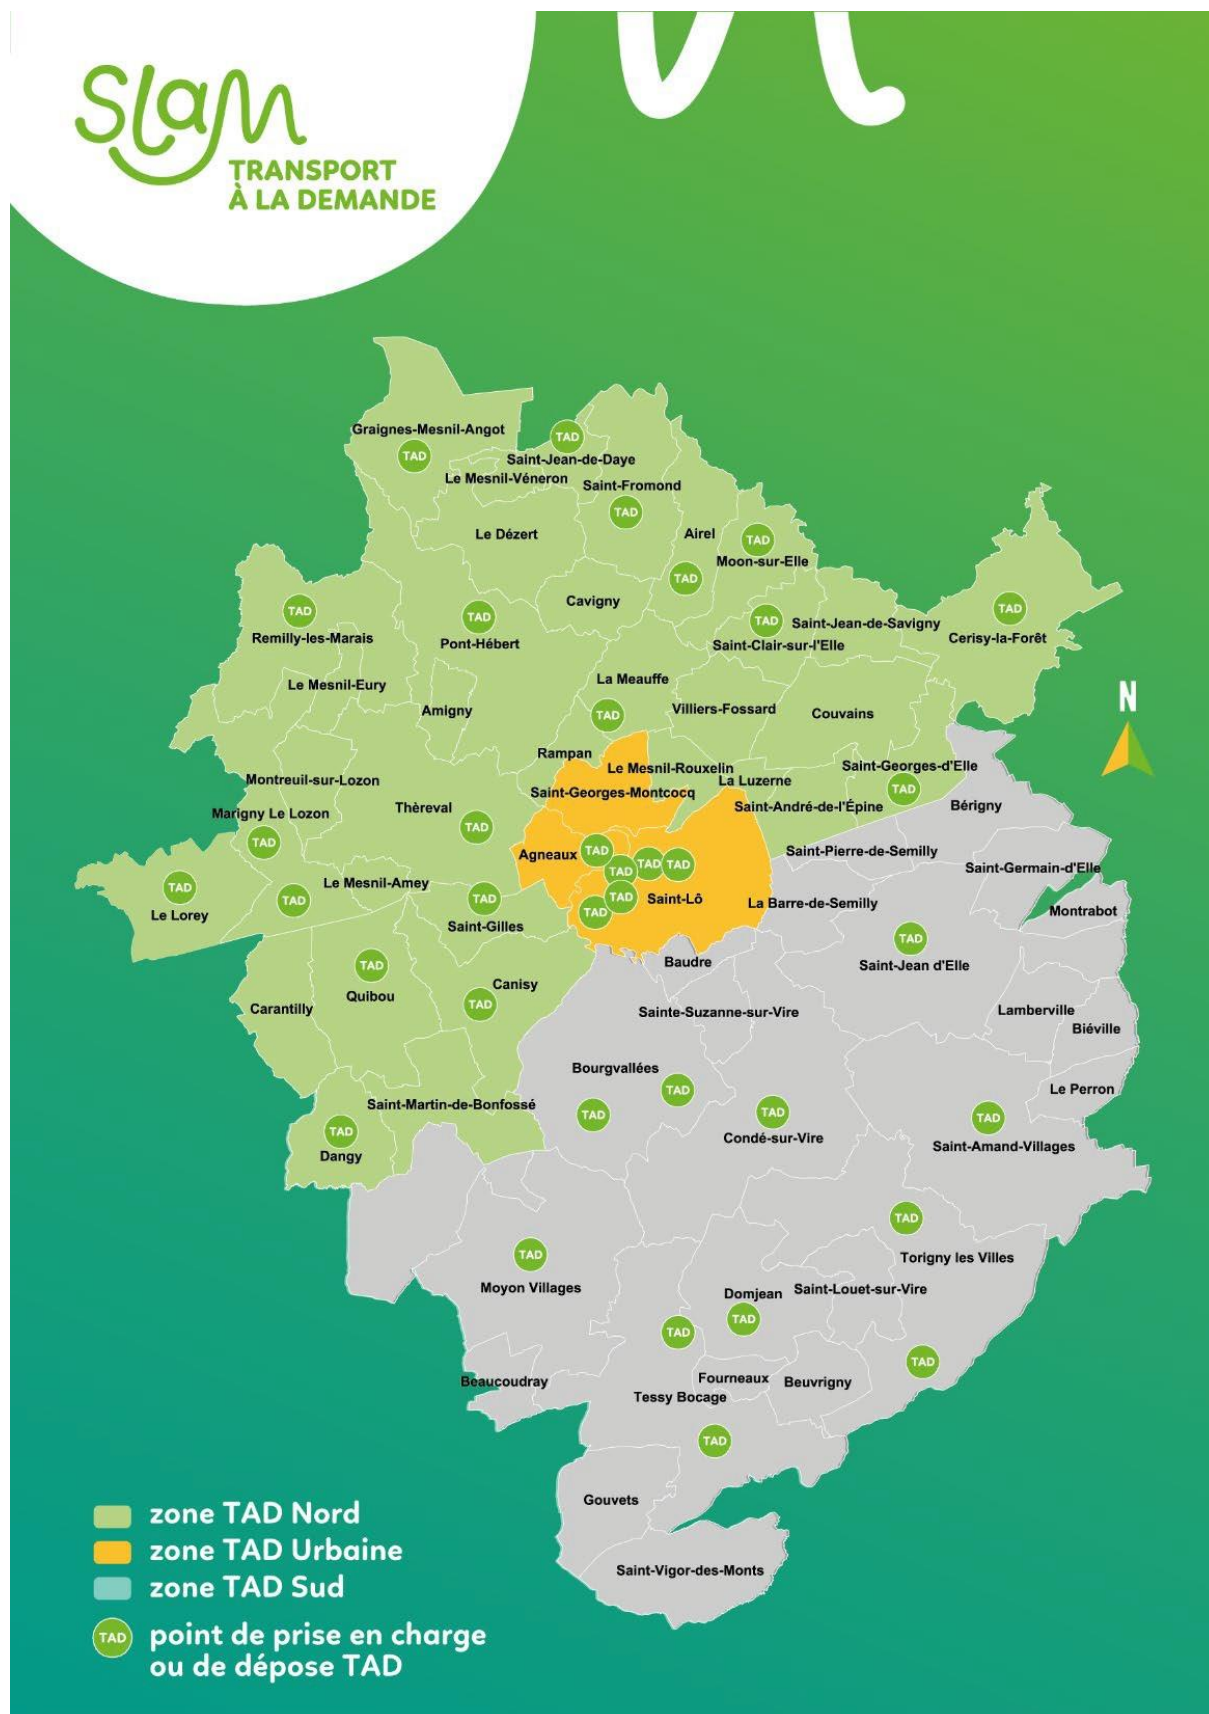 Slam
TRANSPORT
À LA DEMANDE
Graignes-Mesnil-Angot
TAD
TAD
Saint-Jean-de-Daye
Le Mesnil-Véneron
Saint-Fromond
TAD
Le Dézert
Airel
TAD
Moon-sur-Elle
TAD
Cavigny
TAD
Remilly-les-Marais
TAD
Pont-Hébert
TAD
Saint-Jean-de-Savigny
Saint-Clair-sur-l'Elle
TAD
Cerisy-la-Forêt
La Meauffe
TAD
Le Mesnil-Eury
Amigny
Villiers-Fossard
Couvains
N
Rampan
Le Mesnil-Rouxelin
La Luzerne
Saint-Georges-d'Elle
TAD
Montreuil-sur-Lozon
Saint-Georges-Montcocq
Saint-André-de-l'Épine
Bérigny
Marigny Le Lozon
TAD
Thèreval
TAD
Agneaux
TAD
TAD
TAD
TAD
TAD
TAD
Saint-Lô
Saint-Pierre-de-Semilly
Saint-Germain-d'Elle
Le Mesnil-Amey
TAD
Le Lorey
TAD
TAD
Saint-Gilles
La Barre-de-Semilly
Montrabot
TAD
Saint-Jean d'Elle
Baudre
TAD
Quibou
Canisy
TAD
Carantilly
Sainte-Suzanne-sur-Vire
Lamberville
Biéville
Bourgvallées
TAD
TAD
Le Perron
Saint-Martin-de-Bonfossé
TAD
Condé-sur-Vire
TAD
Saint-Amand-Villages
TAD
Dangy
TAD
Torigny les Villes
TAD
Moyon Villages
Domjean
TAD
Saint-Louet-sur-Vire
TAD
TAD
Beaucoudray
Fourneaux
Beuvrigny
Tessy Bocage
TAD
Gouvets
Saint-Vigor-des-Monts
zone TAD Nord
zone TAD Urbaine
zone TAD Sud
TAD
point de prise en charge
ou de dépose TAD